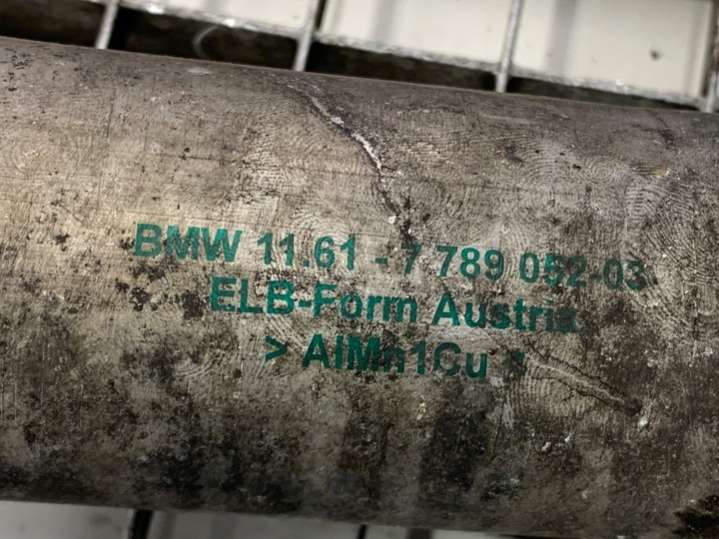 BMW 11.61 - 7 789 052-03
ELB-Form Austria
> AlMn1Cu <